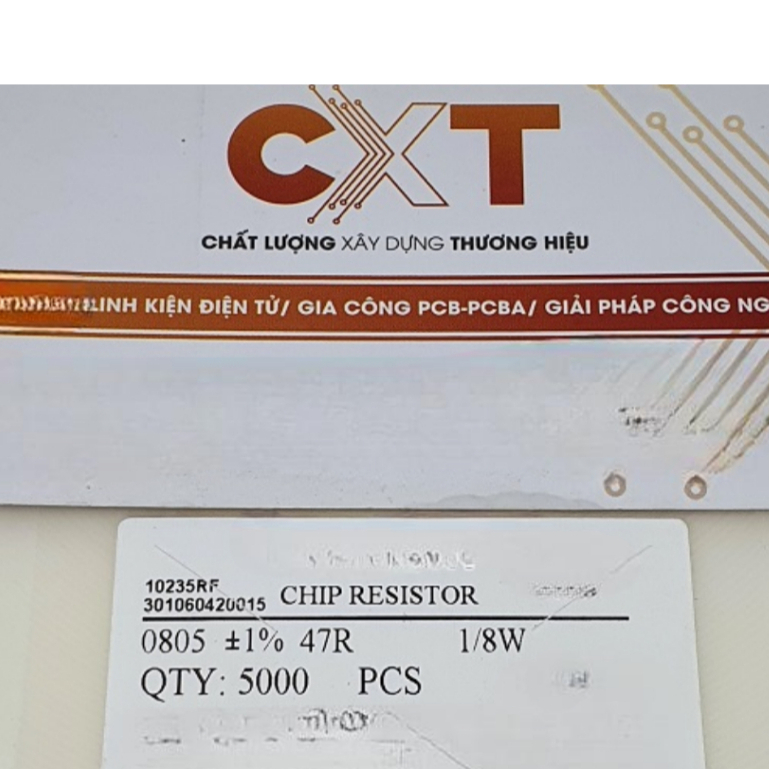 CXT
CHẤT LƯỢNG XÂY DỰNG THƯƠNG HIỆU
LINH KIỆN ĐIỆN TỬ/ GIA CÔNG PCB-PCBA/ GIẢI PHÁP CÔNG NG
10235RF
301060420015
CHIP RESISTOR
0805 ±1% 47R 1/8W
QTY: 5000 PCS